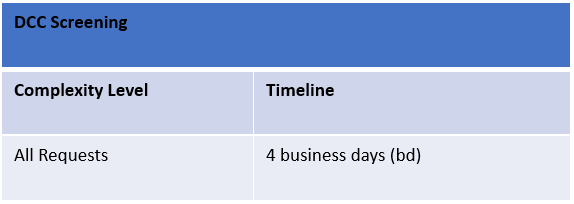 DCC Screening
Complexity Level Timeline
All Requests 4 business days (bd)